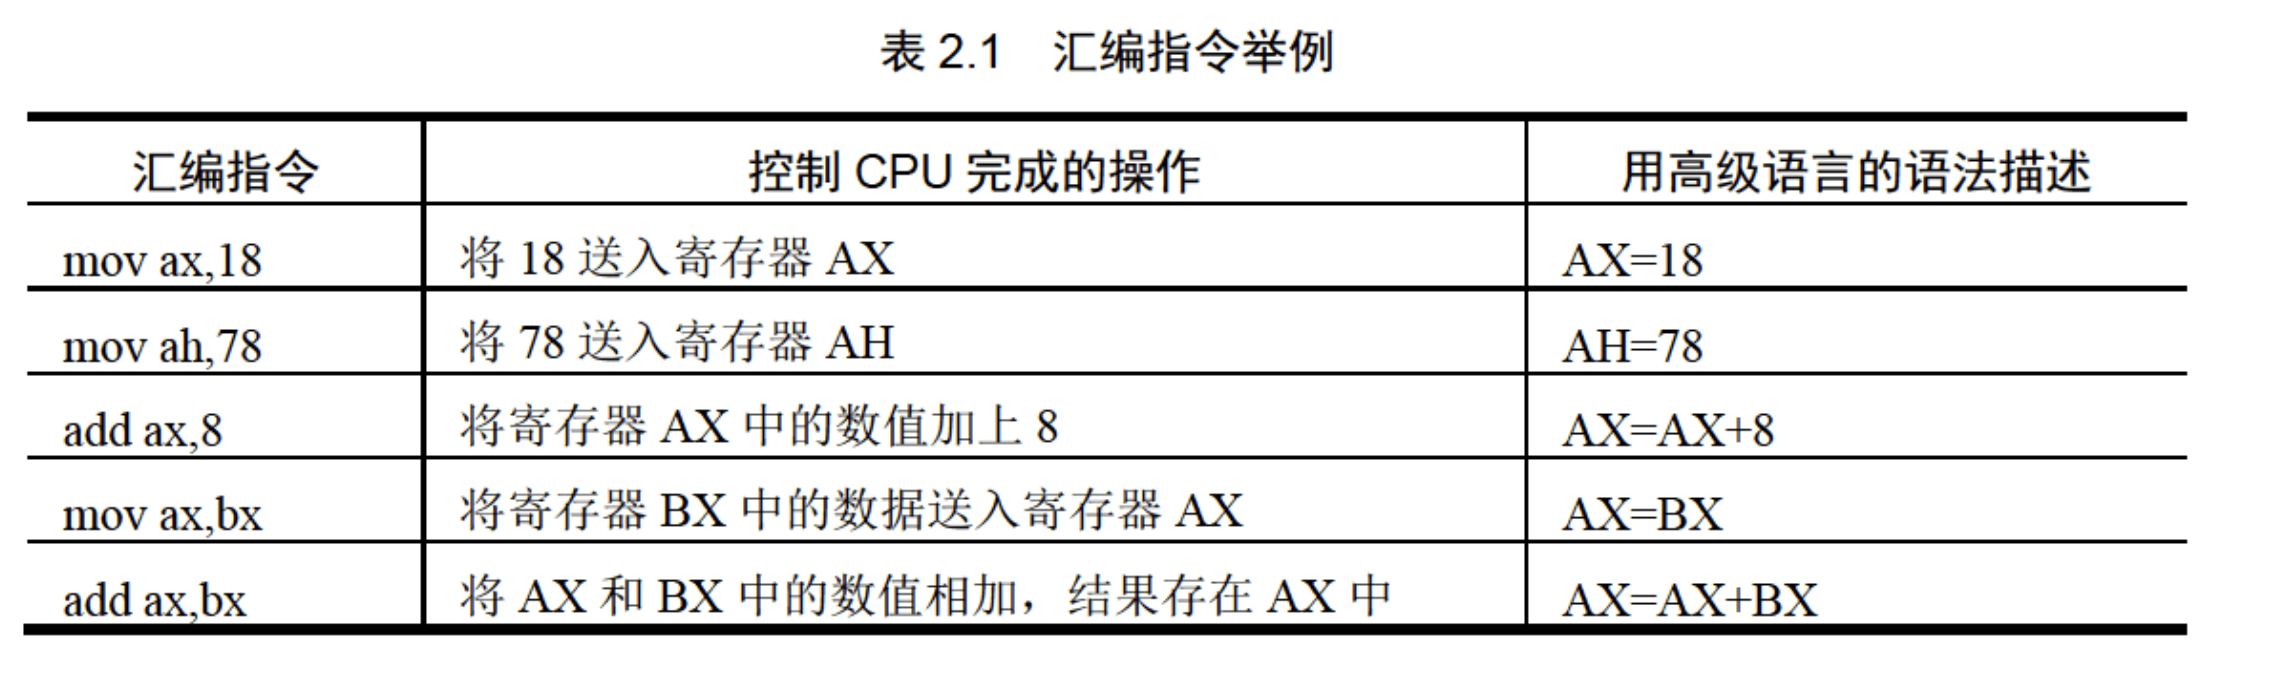 表 2.1 汇编指令举例
汇编指令 控制 CPU 完成的操作 用高级语言的语法描述
mov ax,18 将 18 送入寄存器 AX AX=18
mov ah,78 将 78 送入寄存器 AH AH=78
add ax,8 将寄存器 AX 中的数值加上 8 AX=AX+8
mov ax,bx 将寄存器 BX 中的数据送入寄存器 AX AX=BX
add ax,bx 将 AX 和 BX 中的数值相加，结果存在 AX 中 AX=AX+BX